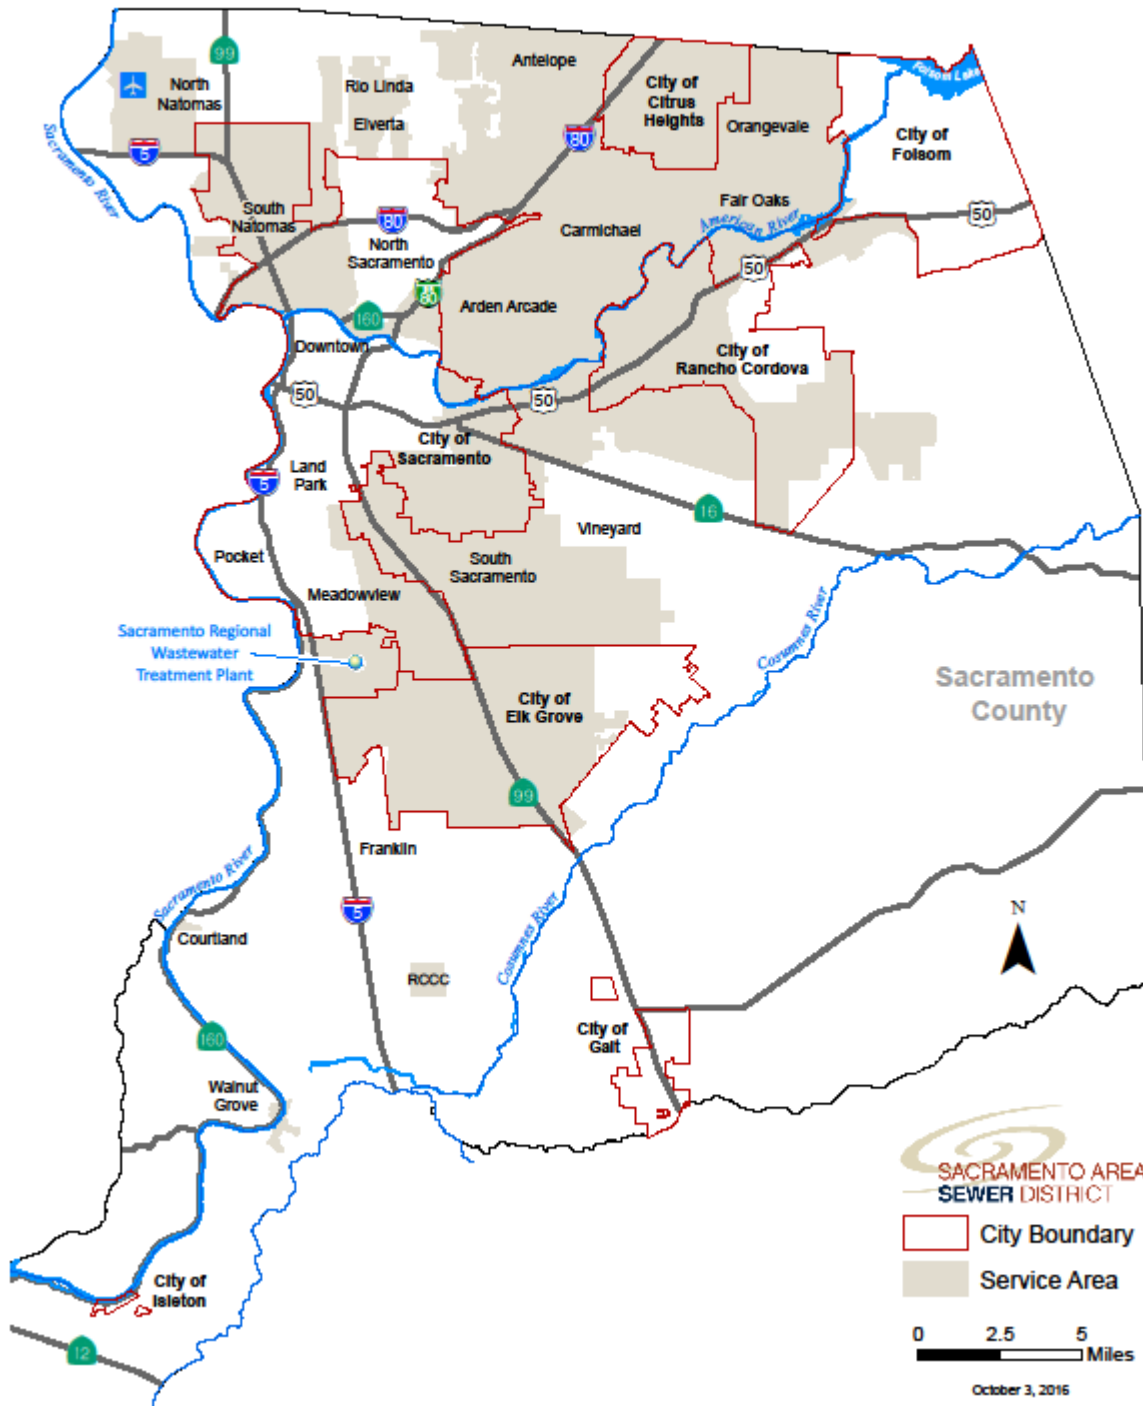 99
North
Natomas
Rio Linda
Elverta
Antelope
City of
Citrus
Heights
Orangevale
Folsom Lake
City of
Folsom
Sacramento River
5
80
South
Natomas
80
North
Sacramento
Carmichael
Fair Oaks
American River
50
50
80
160
Arden Arcade
Downtown
City of
Rancho Cordova
50
50
City of
Sacramento
Land
Park
5
16
Vineyard
Pocket
South
Sacramento
Meadowview
Cosumnes River
Sacramento Regional
Wastewater
Treatment Plant
Sacramento
County
City of
Elk Grove
99
Franklin
Sacramento River
5
Courtland
Cosumnes River
N
RCCC
160
City of
Galt
Walnut
Grove
SACRAMENTO AREA
SEWER DISTRICT
City Boundary
Service Area
City of
Isleton
12
0 2.5 5
Miles
October 3, 2016